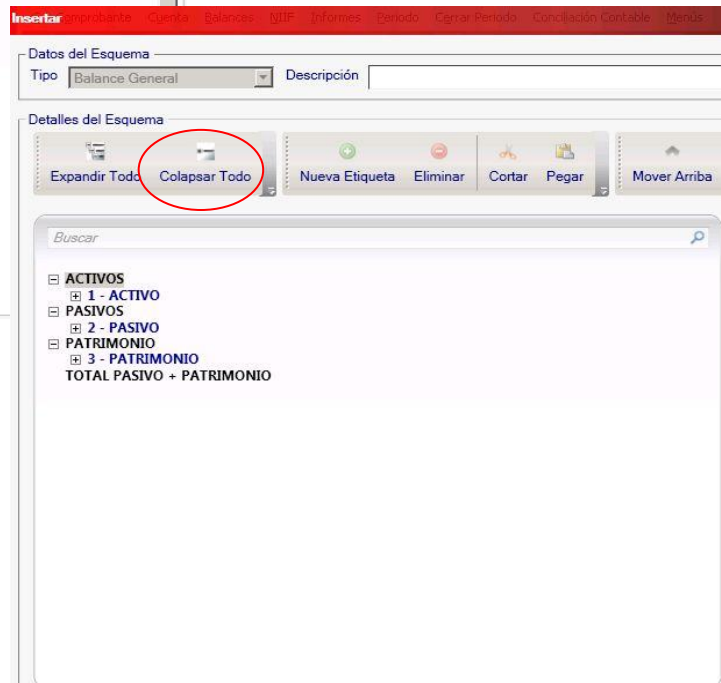 Insertar Comprobante Cuenta Balances NIIF Informes Periodo Cerrar Periodo Conciliación Contable Menús
Datos del Esquema
Tipo Balance General Descripción
Detalles del Esquema
Expandir Todo Colapsar Todo Nueva Etiqueta Eliminar Cortar Pegar Mover Arriba
Buscar
ACTIVOS
1 - ACTIVO
PASIVOS
2 - PASIVO
PATRIMONIO
3 - PATRIMONIO
TOTAL PASIVO + PATRIMONIO